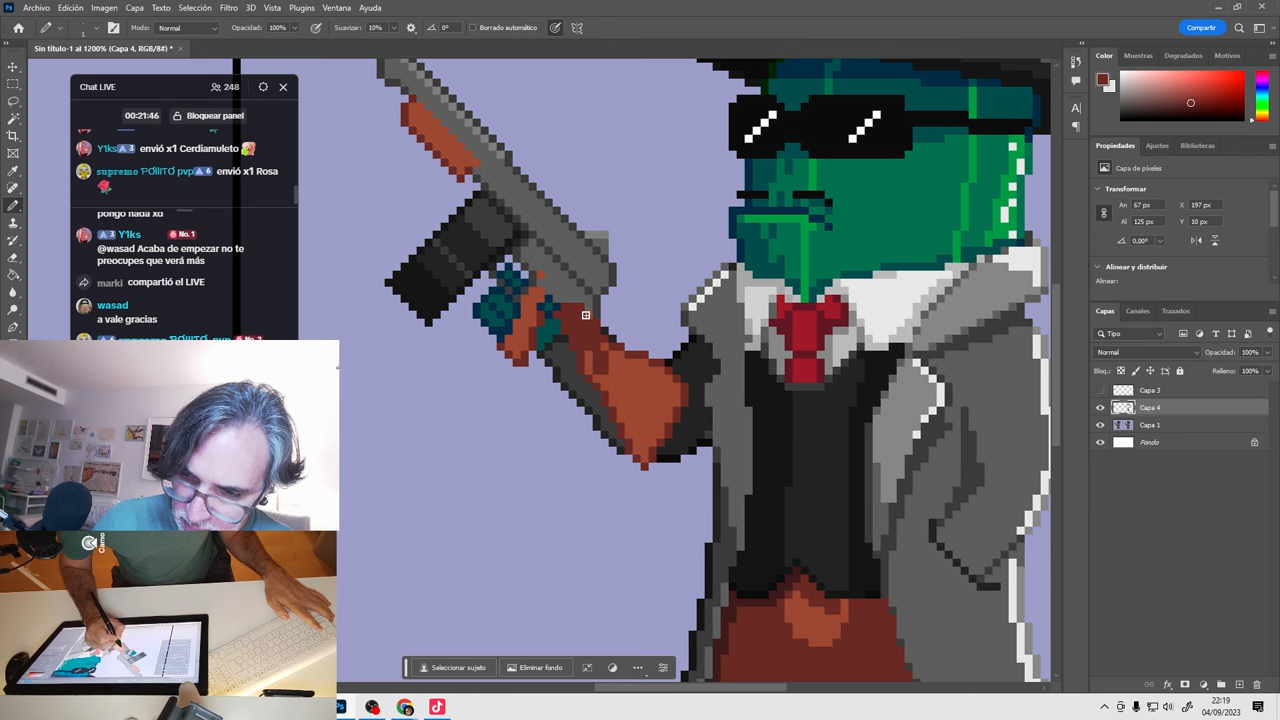 Archivo Edición Imagen Capa Texto Selección Filtro 3D Vista Plugins Ventana Ayuda
Modo: Normal Opacidad: 100% Suavizar: 10% 0° Borrado automático Compartir
Sin título-1 al 1200% (Capa 4, RGB/8#) *
Chat LIVE 248
00:21:46 Bloquear panel
Y1ks 3 envió x1 Cerdiamuleto
supremo pvp 6 envió x1 Rosa
pongo nada xd
Y1ks No. 1
@wasad Acaba de empezar no te
preocupes que verá más
marki compartió el LIVE
wasad
a vale gracias
Camo
Color Muestras Degradados Motivos
Propiedades Ajustes Bibliotecas
Capa de píxeles
Transformar
An 67 px X 197 px
Al 125 px Y 10 px
0,00°
Alinear y distribuir
Alinear:
Capas Canales Trazados
Tipo
Normal Opacidad: 100%
Bloq.: Relleno: 100%
Capa 3
Capa 4
Capa 1
Fondo
Seleccionar sujeto Eliminar fondo
22:19
04/09/2023